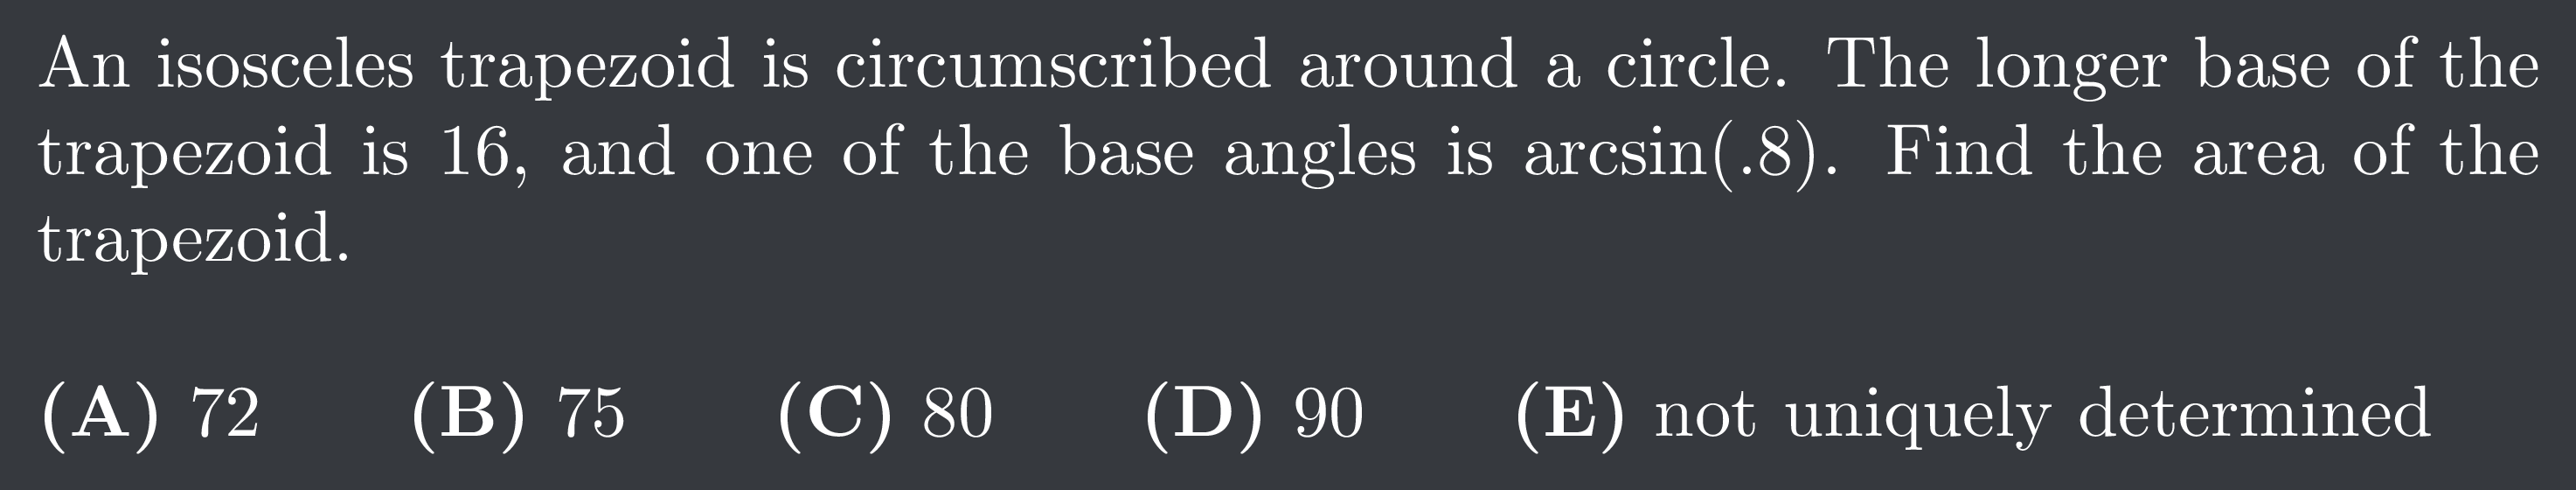 An isosceles trapezoid is circumscribed around a circle. The longer base of the
trapezoid is 16, and one of the base angles is arcsin(.8). Find the area of the
trapezoid.
(A) 72 (B) 75 (C) 80 (D) 90 (E) not uniquely determined